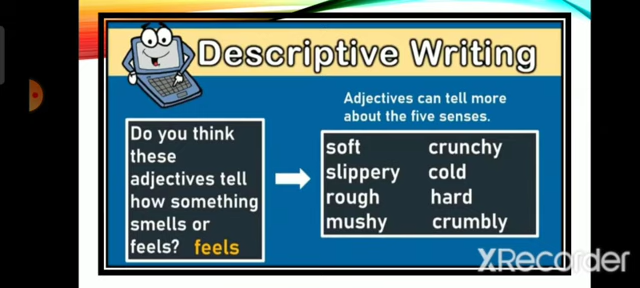 Descriptive Writing
Adjectives can tell more
about the five senses.
Do you think
these
adjectives tell
how something
smells or
feels? feels
soft crunchy
slippery cold
rough hard
mushy crumbly
XRecorder